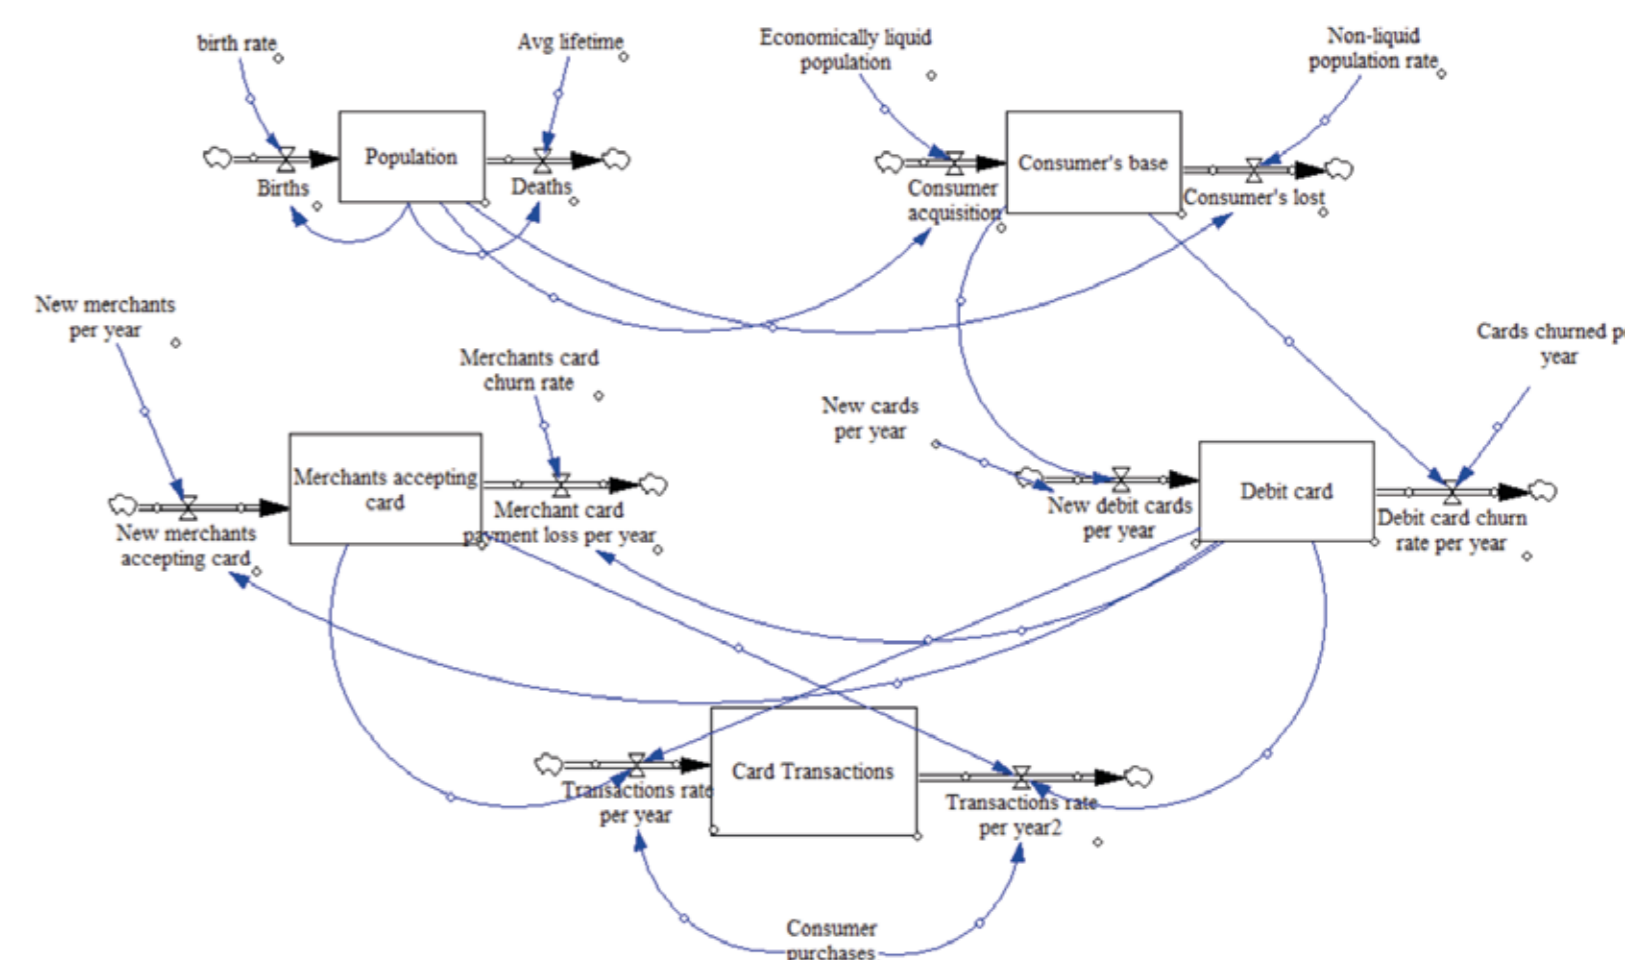 birth rate
Avg lifetime
Economically liquid
population
Non-liquid
population rate
Population
Births
Deaths
Consumer's base
Consumer
acquisition
Consumer's lost
New merchants
per year
Merchants card
churn rate
New cards
per year
Cards churned
year
Merchants accepting
card
Merchant card
payment loss per year
New merchants
accepting card
Debit card
New debit cards
per year
Debit card churn
rate per year
Card Transactions
Transactions rate
per year
Transactions rate
per year2
Consumer
purchases